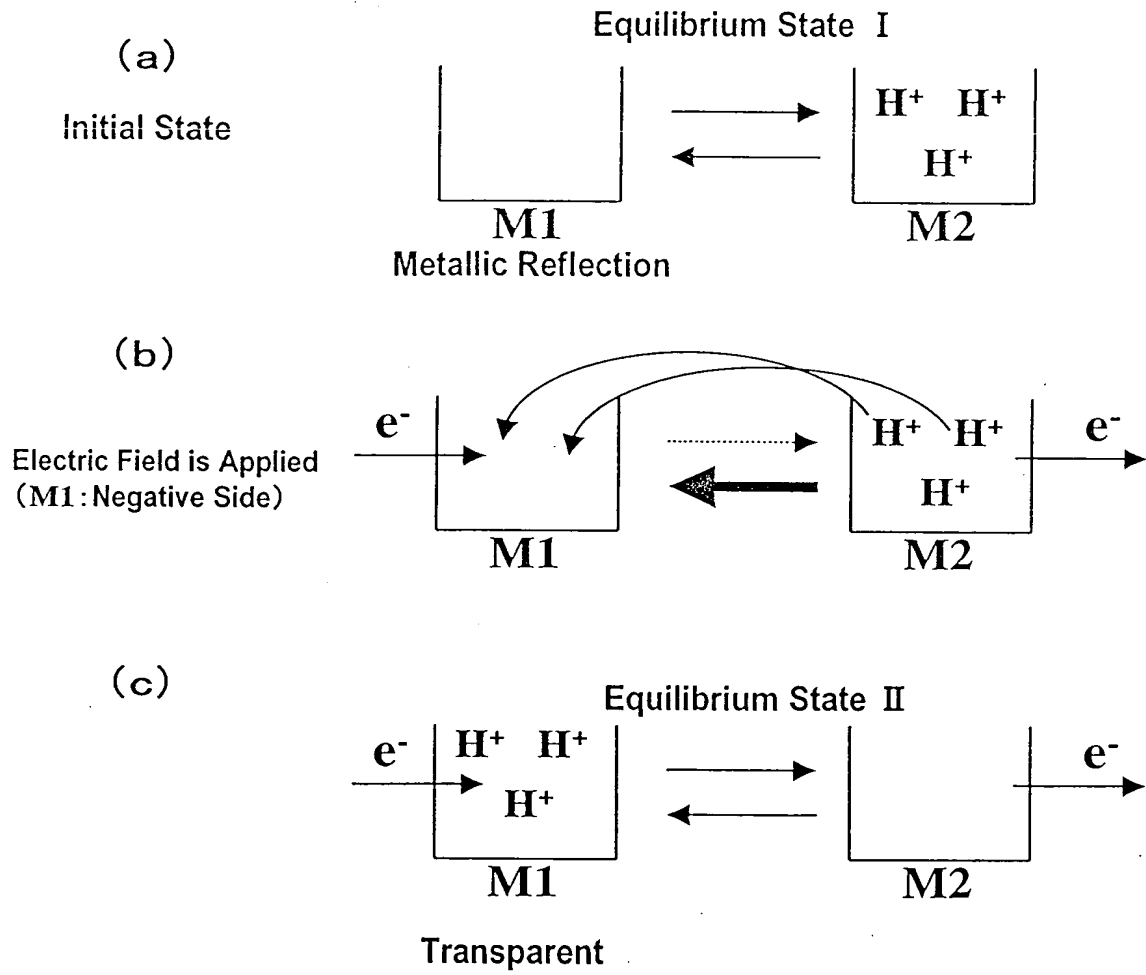 Equilibrium State Ⅰ
(a)
Initial State
H⁺ H⁺
H⁺
M1
M2
Metallic Reflection
(b)
e⁻
H⁺ H⁺
e⁻
Electric Field is Applied
(M1:Negative Side)
H⁺
M1
M2
(c)
Equilibrium State Ⅱ
e⁻
H⁺ H⁺
e⁻
H⁺
M1
M2
Transparent